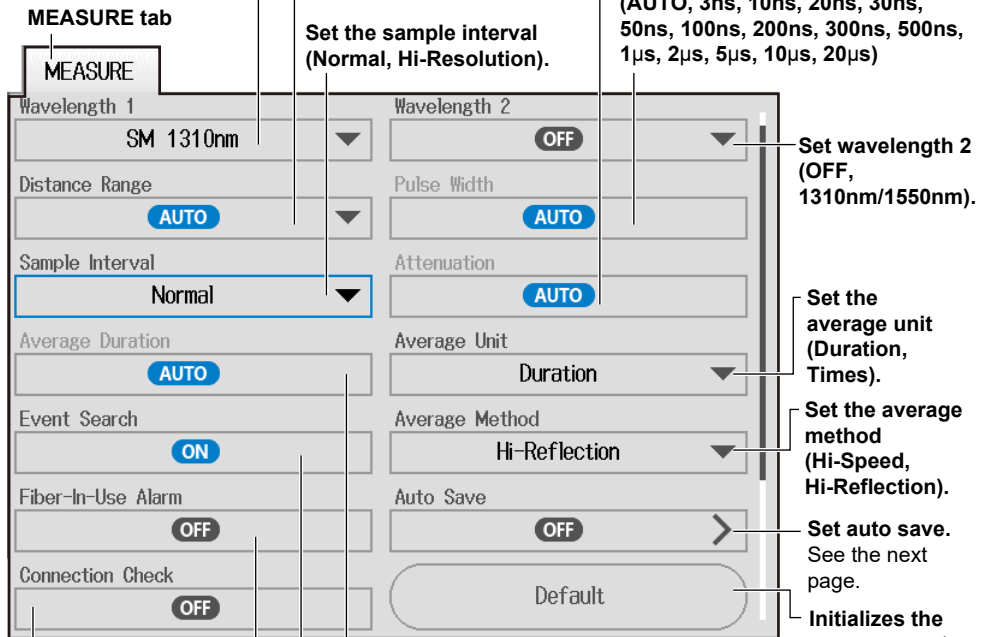 (AUTO, 3ns, 10ns, 20ns, 30ns,
50ns, 100ns, 200ns, 300ns, 500ns,
1µs, 2µs, 5µs, 10µs, 20µs)
MEASURE tab
Set the sample interval
(Normal, Hi-Resolution).
MEASURE
Wavelength 1
SM 1310nm
Wavelength 2
OFF
Set wavelength 2
(OFF,
1310nm/1550nm).
Distance Range
AUTO
Pulse Width
AUTO
Sample Interval
Normal
Attenuation
AUTO
Average Duration
AUTO
Average Unit
Duration
Set the
average unit
(Duration,
Times).
Event Search
ON
Average Method
Hi-Reflection
Set the average
method
(Hi-Speed,
Hi-Reflection).
Fiber-In-Use Alarm
OFF
Auto Save
OFF
Set auto save.
See the next
page.
Connection Check
OFF
Default
Initializes the